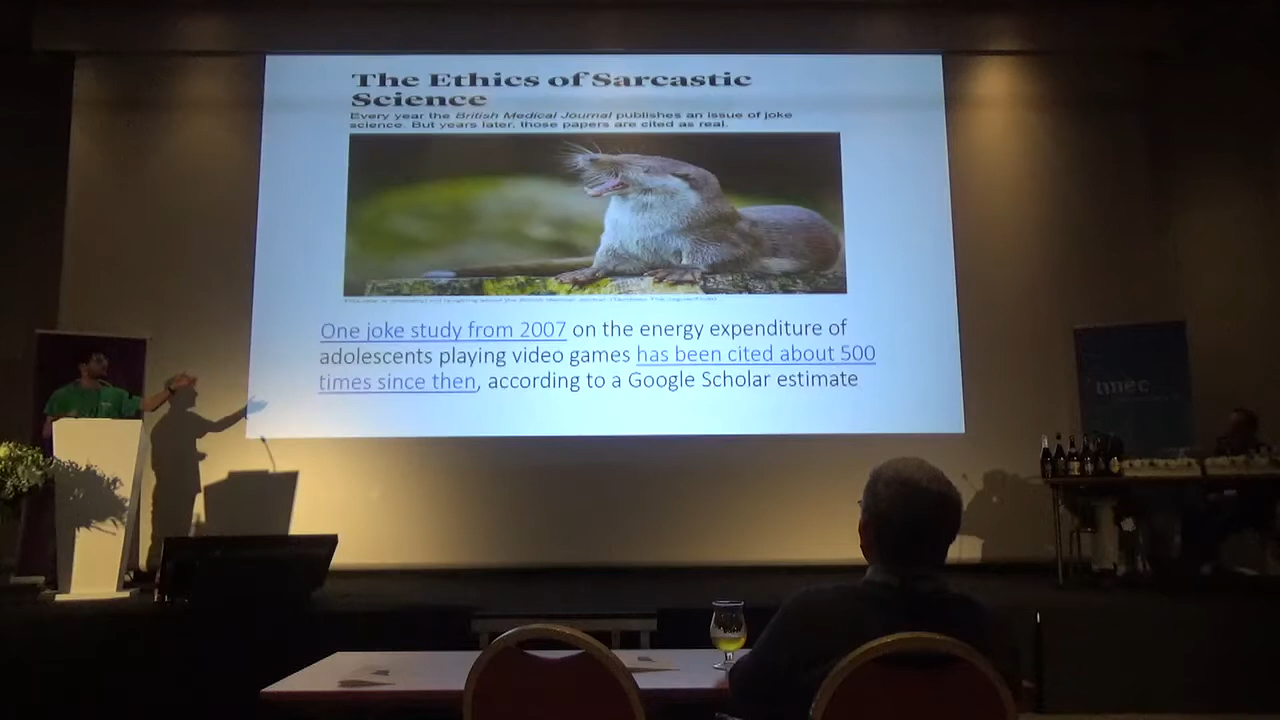 The Ethics of Sarcastic
Science
Every year the British Medical Journal publishes an issue of joke
science. But years later, those papers are cited as real.
One joke study from 2007 on the energy expenditure of
adolescents playing video games has been cited about 500
times since then, according to a Google Scholar estimate